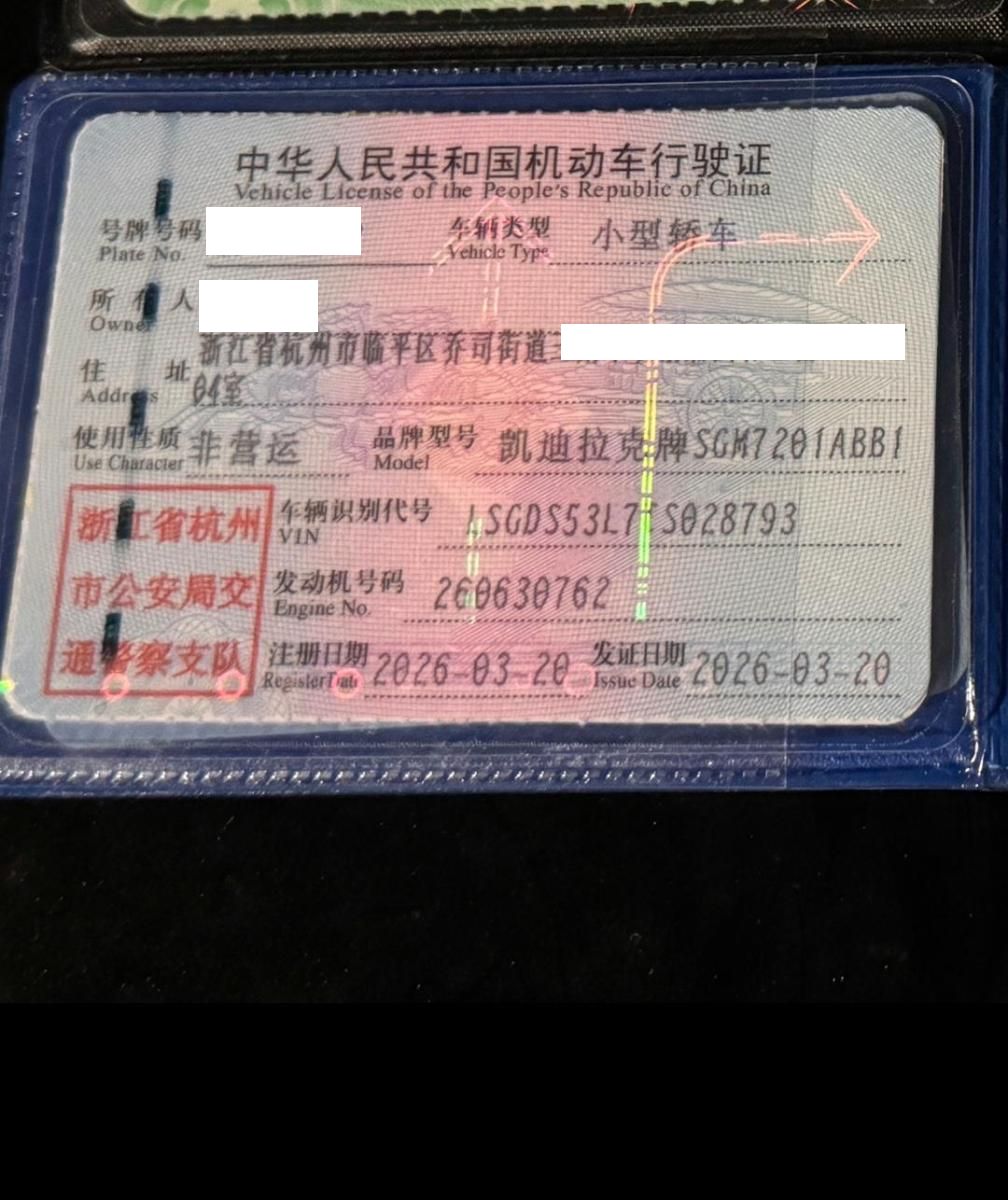 中华人民共和国机动车行驶证
Vehicle License of the People's Republic of China
号牌号码 车辆类型 小型轿车
Plate No. Vehicle Type
所有人
Owner
浙江省杭州市临平区乔司街道
住址 04室
Address
使用性质 非营运 品牌型号 凯迪拉克牌SGM7201ABB1
Use Character Model
浙江省杭州 车辆识别代号 LSGDS53L7 S028793
VIN
市公安局交 发动机号码 260630762
Engine No.
通警察支队 注册日期 2026-03-20 发证日期 2026-03-20
Register Date Issue Date